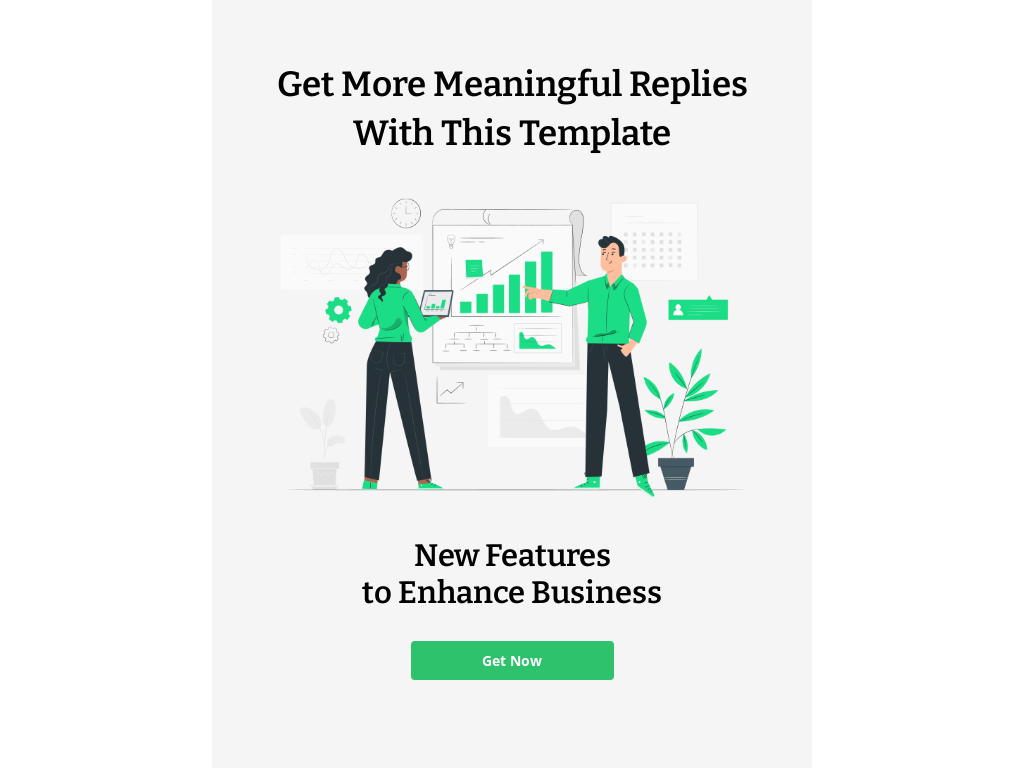 Get More Meaningful Replies
With This Template
New Features
to Enhance Business
Get Now